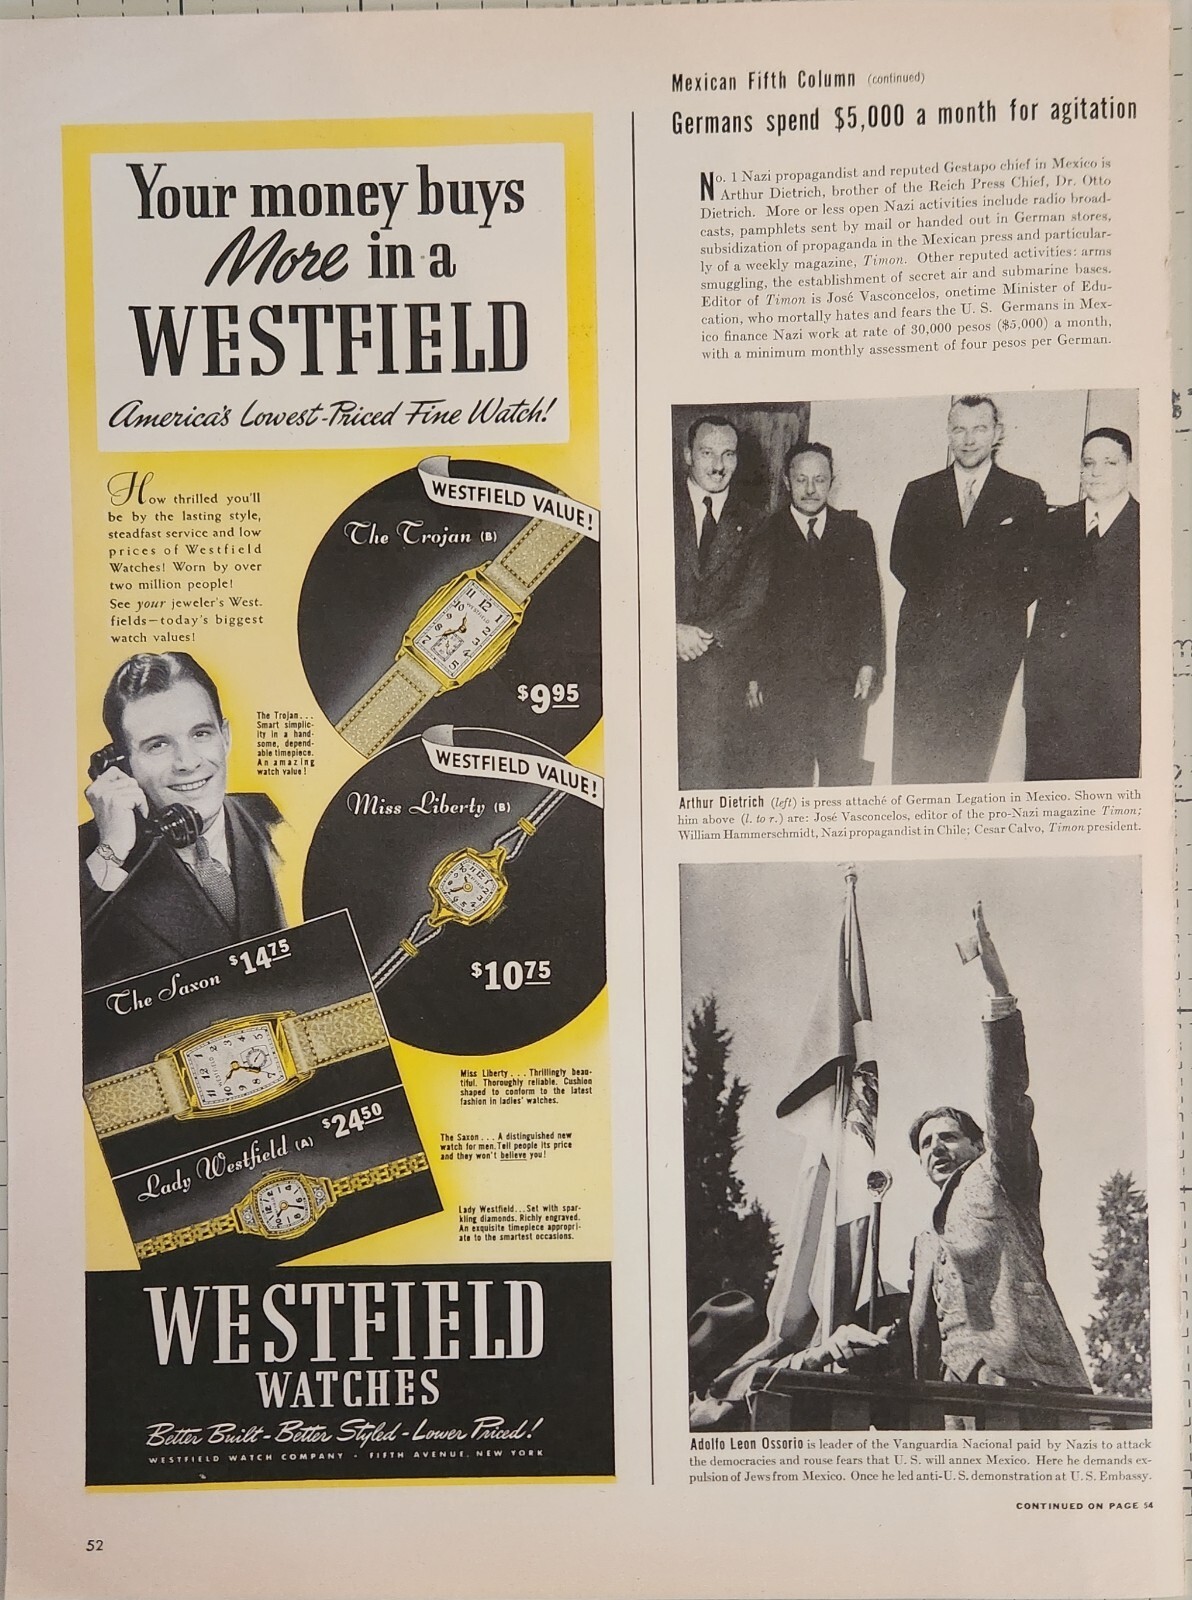 Your money buys
More in a
WESTFIELD
America's Lowest-Priced Fine Watch!
How thrilled you'll
be by the lasting style,
steadfast service and low
prices of Westfield
Watches! Worn by over
two million people!
See your jeweler's West.
fields—today's biggest
watch values!
WESTFIELD VALUE!
The Trojan (B)
$9.95
The Trojan...
Smart simplic-
ity in a hand-
some, depend-
able timepiece.
An amazing
watch value!
WESTFIELD VALUE!
Miss Liberty (B)
$10.75
The Saxon $14.75
Lady Westfield (A) $24.50
Miss Liberty . . . Thrillingly beau-
tiful. Thoroughly reliable. Cushion
shaped to conform to the latest
fashion in ladies' watches.
The Saxon . . . A distinguished new
watch for men. Tell people its price
and they won't believe you!
Lady Westfield...Set with spar-
kling diamonds. Richly engraved.
An exquisite timepiece appropri-
ate to the smartest occasions.
WESTFIELD
WATCHES
Better Built - Better Styled - Lower Priced!
WESTFIELD WATCH COMPANY · FIFTH AVENUE, NEW YORK
52
Mexican Fifth Column (continued)
Germans spend $5,000 a month for agitation
No. 1 Nazi propagandist and reputed Gestapo chief in Mexico is
Arthur Dietrich, brother of the Reich Press Chief, Dr. Otto
Dietrich. More or less open Nazi activities include radio broad-
casts, pamphlets sent by mail or handed out in German stores,
subsidization of propaganda in the Mexican press and particular-
ly of a weekly magazine, Timon. Other reputed activities: arms
smuggling, the establishment of secret air and submarine bases.
Editor of Timon is José Vasconcelos, onetime Minister of Edu-
cation, who mortally hates and fears the U. S. Germans in Mex-
ico finance Nazi work at rate of 30,000 pesos ($5,000) a month,
with a minimum monthly assessment of four pesos per German.
Arthur Dietrich (left) is press attaché of German Legation in Mexico. Shown with
him above (l. to r.) are: José Vasconcelos, editor of the pro-Nazi magazine Timon;
William Hammerschmidt, Nazi propagandist in Chile; Cesar Calvo, Timon president.
Adolfo Leon Ossorio is leader of the Vanguardia Nacional paid by Nazis to attack
the democracies and rouse fears that U. S. will annex Mexico. Here he demands ex-
pulsion of Jews from Mexico. Once he led anti-U. S. demonstration at U. S. Embassy.
CONTINUED ON PAGE 54